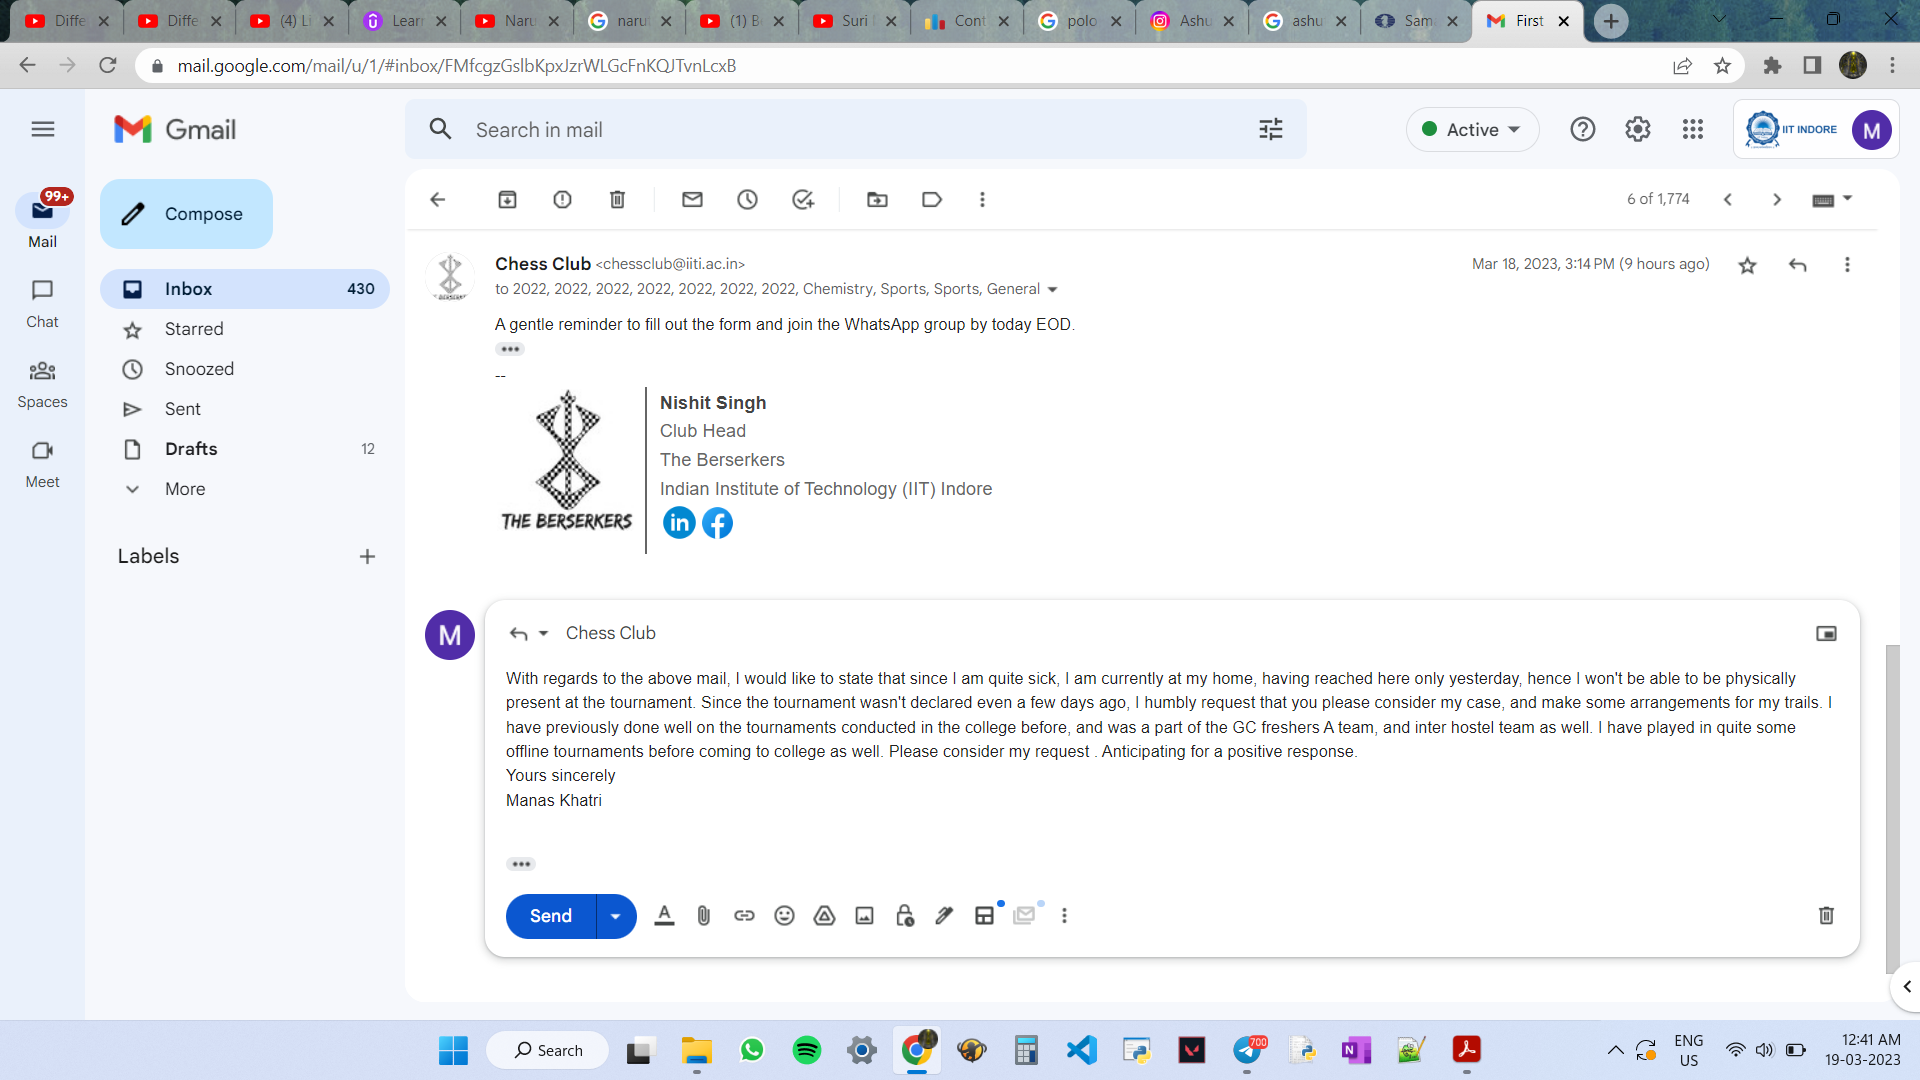 Diffe
Diffe
(4) Li
Learn
Naru
narut
(1) B
Suri
Cont
polo
Ashu
ashu
Sam
First
mail.google.com/mail/u/1/#inbox/FMfcgzGslbKpxJzrWLGcFnKQJTvnLcxB
Gmail
Search in mail
Active
IIT INDORE
M
99+
Mail
Chat
Spaces
Meet
Compose
Inbox 430
Starred
Snoozed
Sent
Drafts 12
More
Labels
6 of 1,774
Chess Club <chessclub@iiti.ac.in>
Mar 18, 2023, 3:14 PM (9 hours ago)
to 2022, 2022, 2022, 2022, 2022, 2022, 2022, Chemistry, Sports, Sports, General
A gentle reminder to fill out the form and join the WhatsApp group by today EOD.
--
THE BERSERKERS
Nishit Singh
Club Head
The Berserkers
Indian Institute of Technology (IIT) Indore
M
Chess Club
With regards to the above mail, I would like to state that since I am quite sick, I am currently at my home, having reached here only yesterday, hence I won't be able to be physically
present at the tournament. Since the tournament wasn't declared even a few days ago, I humbly request that you please consider my case, and make some arrangements for my trails. I
have previously done well on the tournaments conducted in the college before, and was a part of the GC freshers A team, and inter hostel team as well. I have played in quite some
offline tournaments before coming to college as well. Please consider my request . Anticipating for a positive response.
Yours sincerely
Manas Khatri
Send
Search
700
ENG
US
12:41 AM
19-03-2023